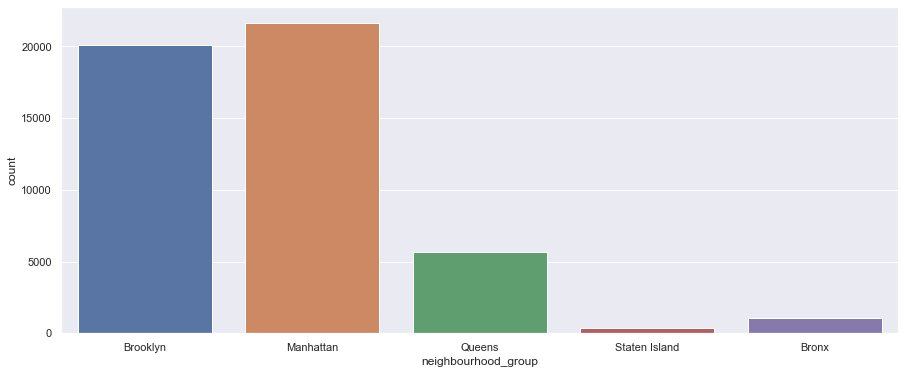 20000
15000
10000
5000
0
count
Brooklyn Manhattan Queens Staten Island Bronx
neighbourhood_group